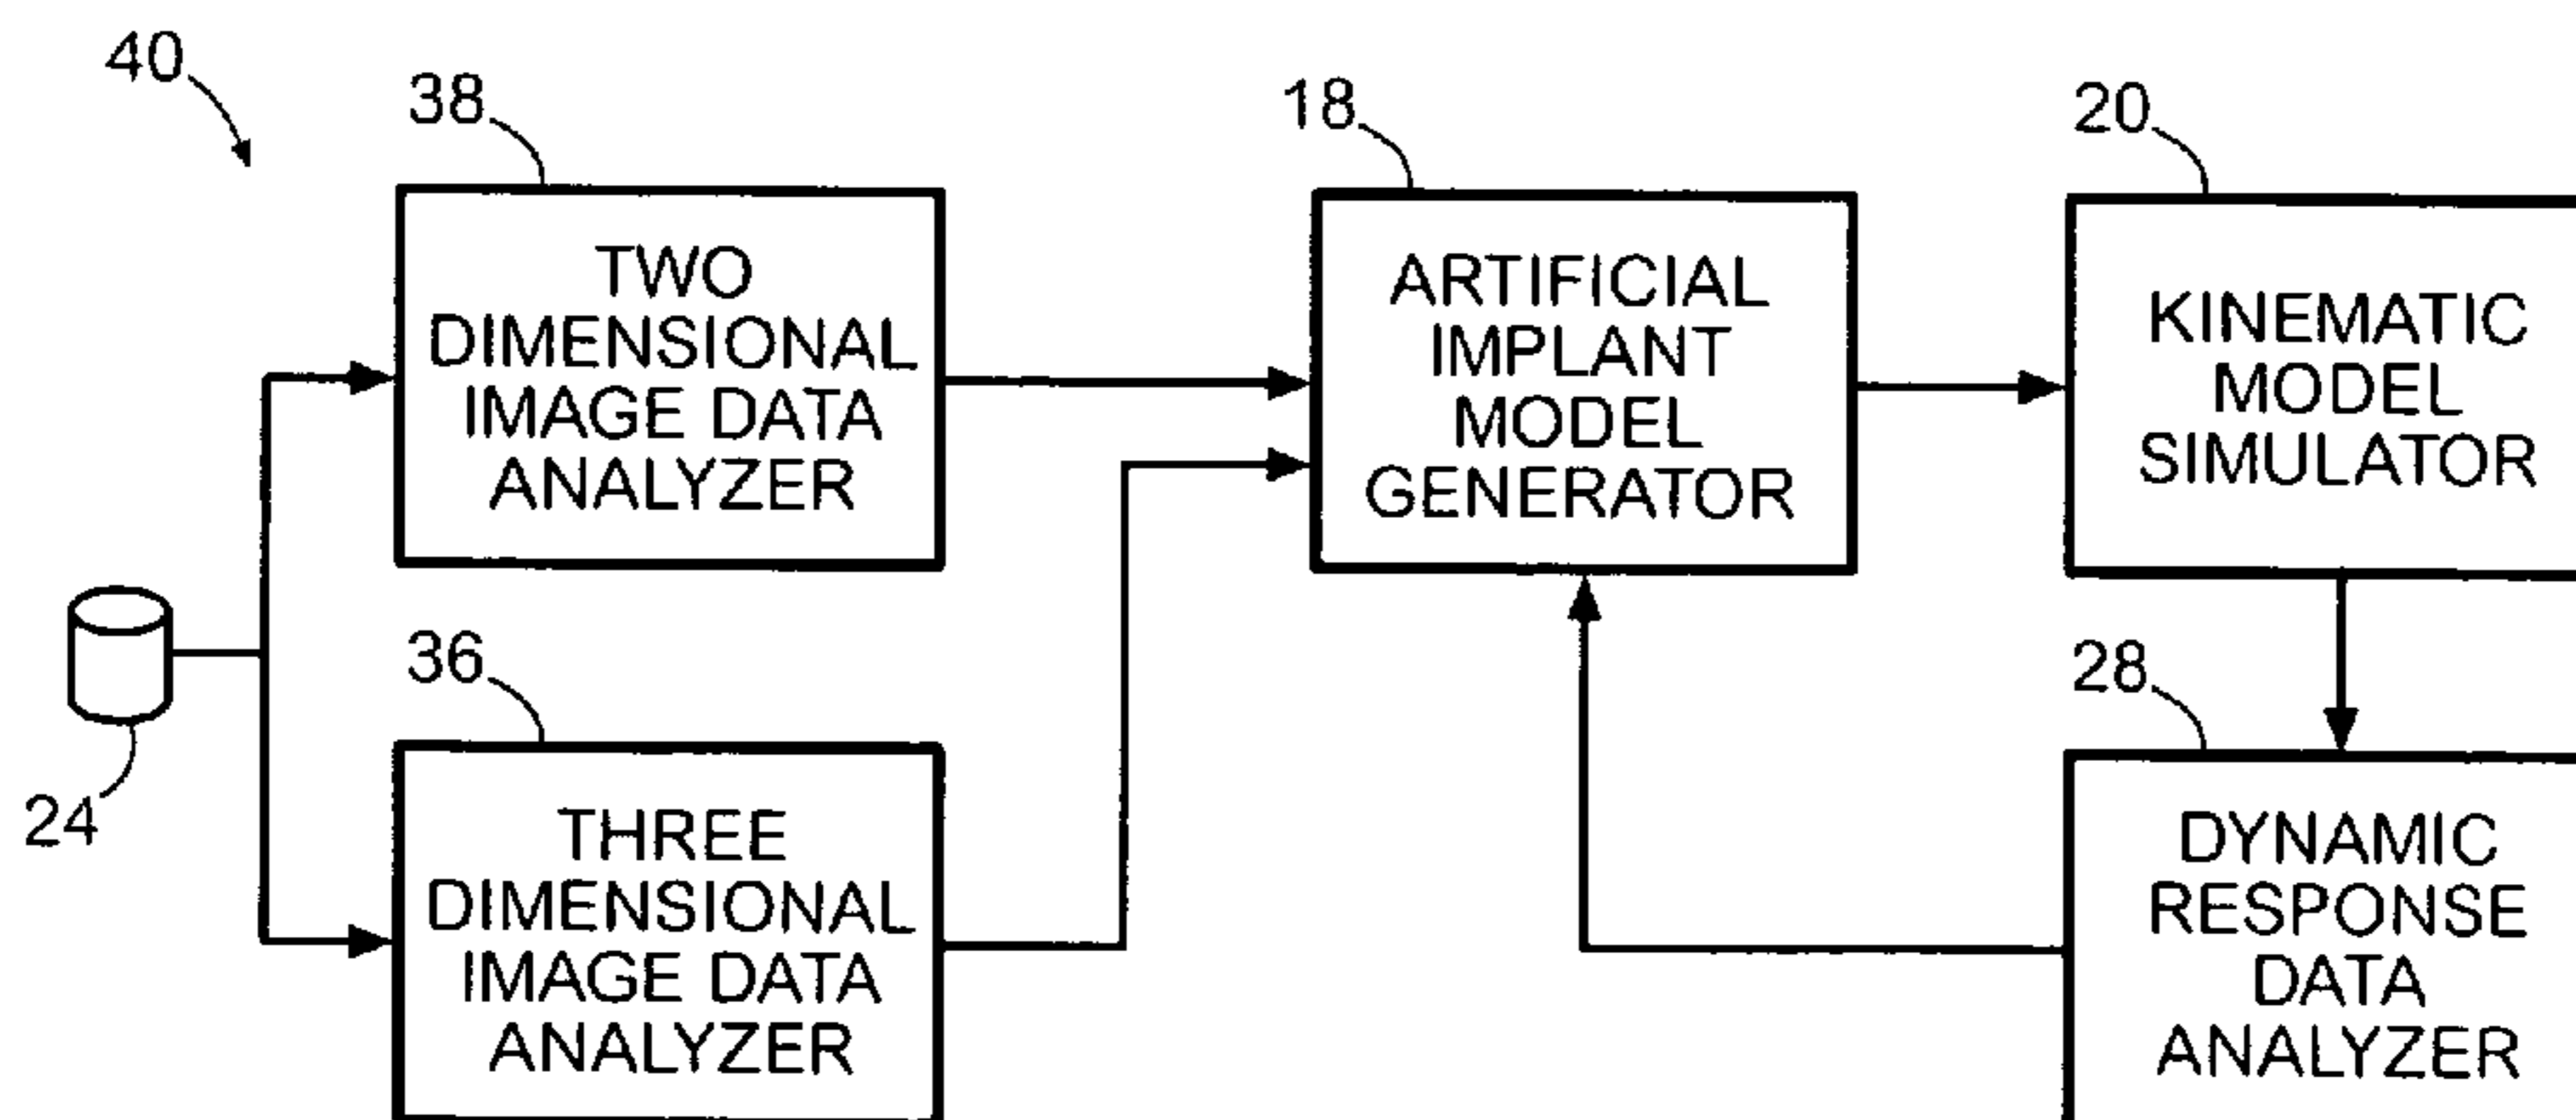 40
38
TWO
DIMENSIONAL
IMAGE DATA
ANALYZER
18
ARTIFICIAL
IMPLANT
MODEL
GENERATOR
20
KINEMATIC
MODEL
SIMULATOR
24
36
THREE
DIMENSIONAL
IMAGE DATA
ANALYZER
28
DYNAMIC
RESPONSE
DATA
ANALYZER